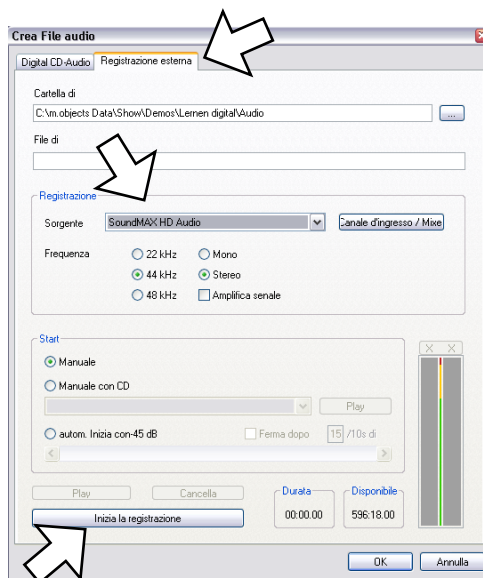 Crea File audio
Digital CD-Audio Registrazione esterna
Cartella di
C:\m.objects Data\Show\Demos\Lernen digital\Audio
...
File di
Registrazione
Sorgente SoundMAX HD Audio Canale d'ingresso / Mixe
Frequenza 22 kHz Mono
44 kHz Stereo
48 kHz Amplifica senale
Start
Manuale
X X
Manuale con CD
Play
autom. Inizia con-45 dB Ferma dopo 15 /10s di
Play Cancella Durata Disponibile
Inizia la registrazione 00:00.00 596:18.00
OK Annulla